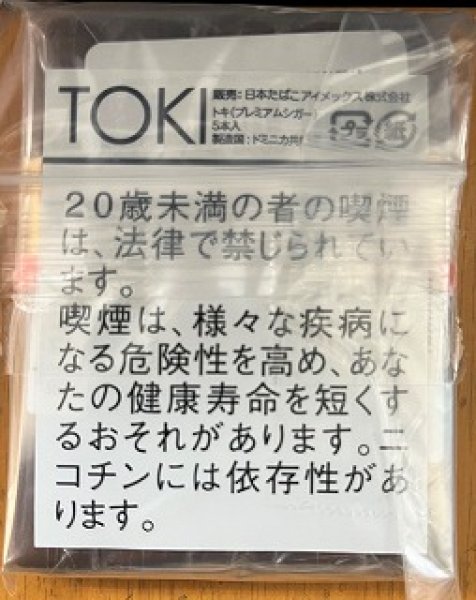 TOKI
販売：日本たばこアイメックス株式会社
トキ(プレミアムシガー)
5本入
製造国：ドミニカ共
プラ
紙
20歳未満の者の喫煙
は、法律で禁じられてい
ます。
喫煙は、様々な疾病に
なる危険性を高め、あな
たの健康寿命を短くす
るおそれがあります。ニ
コチンには依存性があ
ります。